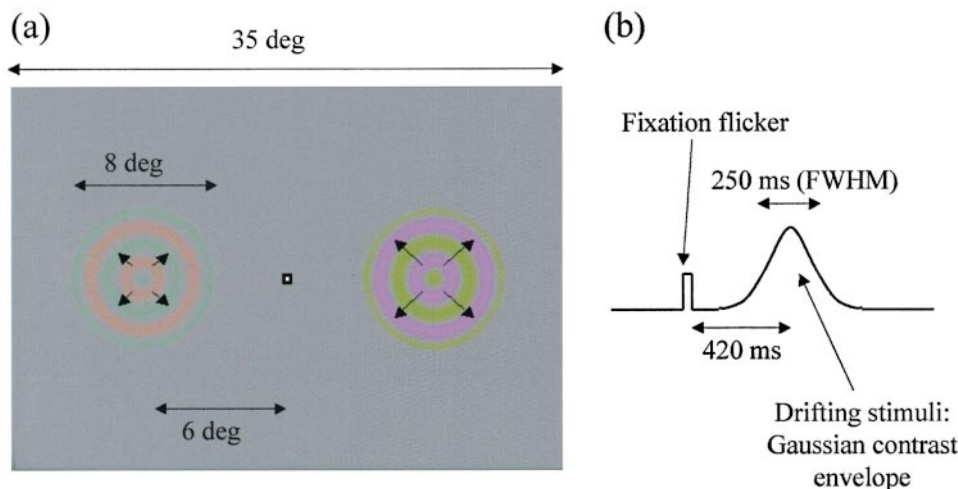 (a)
35 deg
8 deg
6 deg
(b)
Fixation flicker
250 ms (FWHM)
420 ms
Drifting stimuli:
Gaussian contrast
envelope